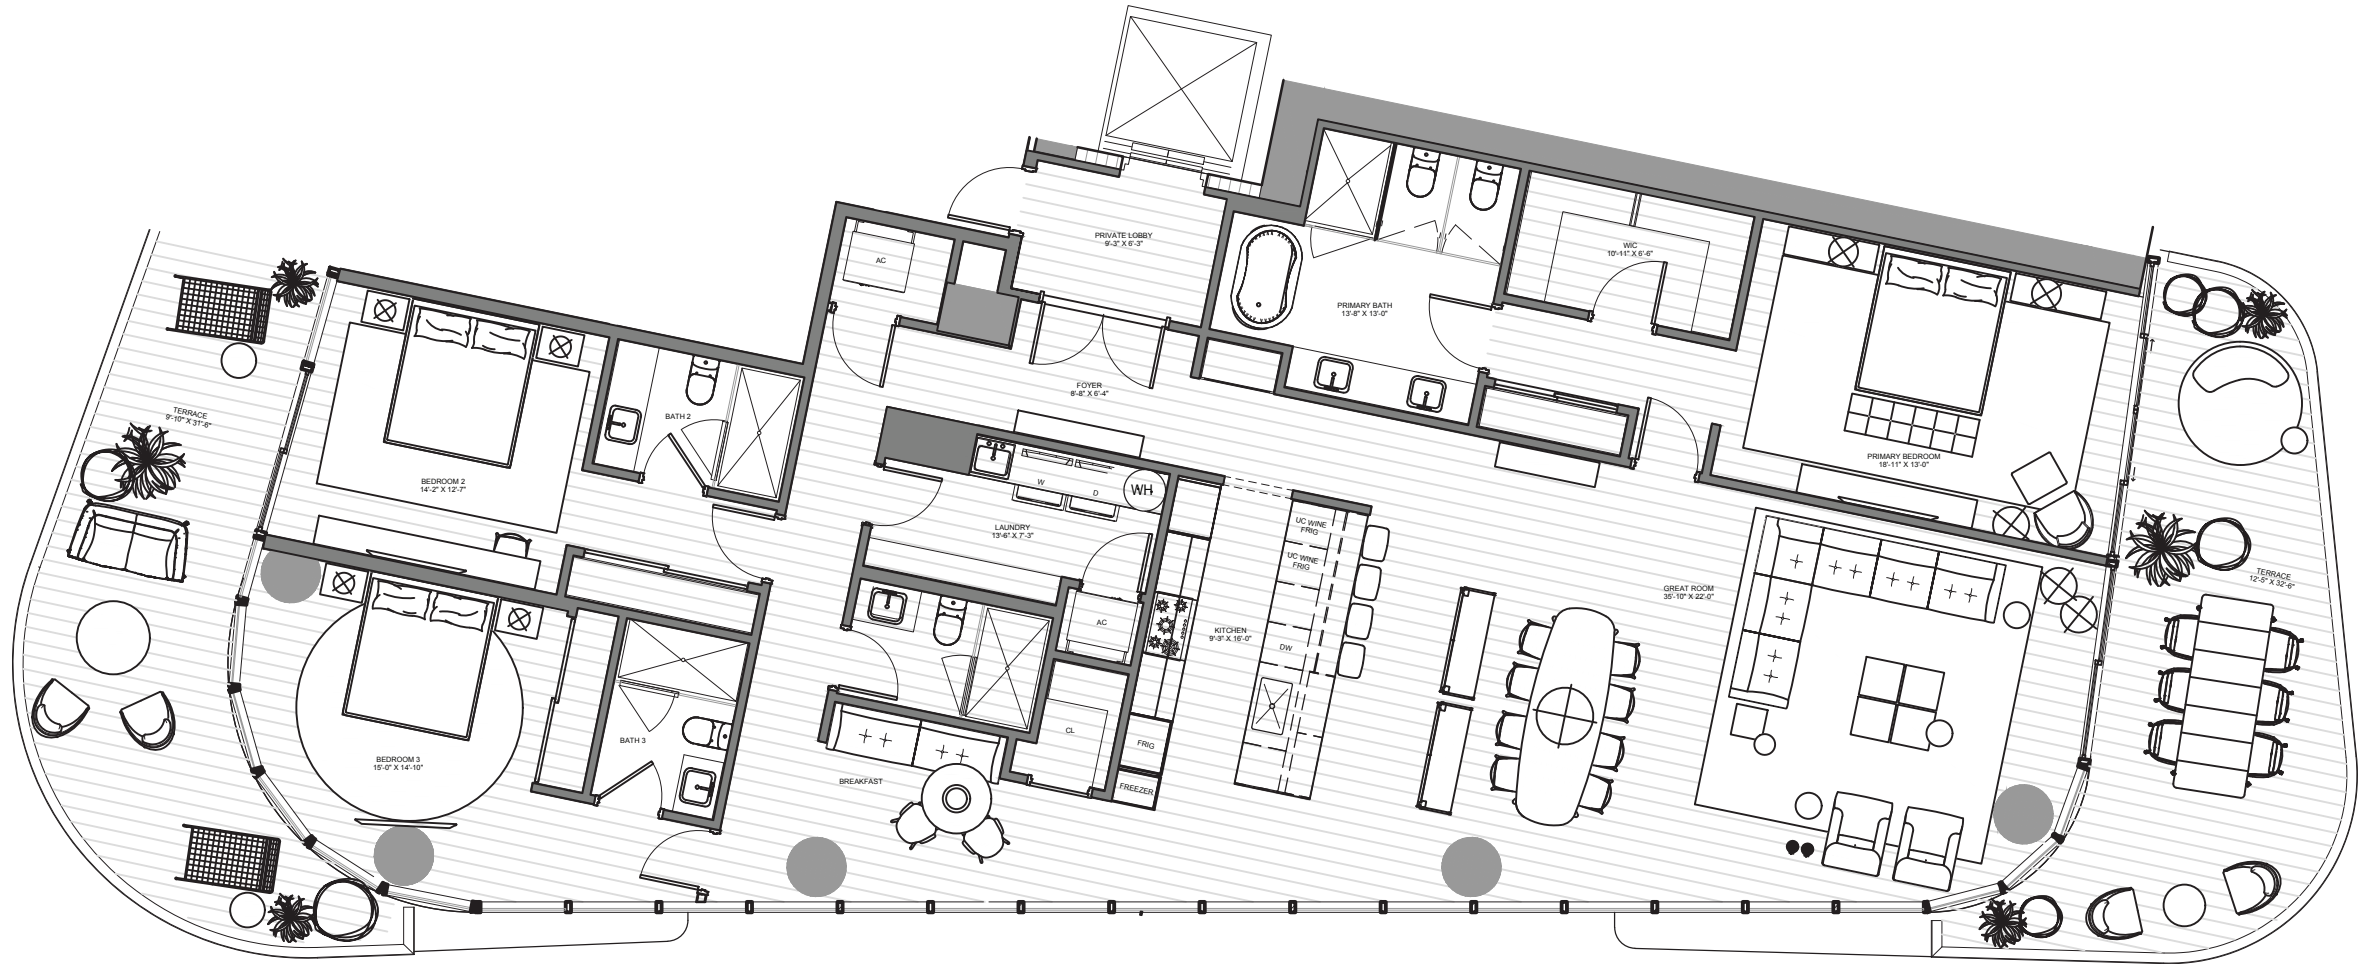 PRIVATE LOBBY
9'-3" X 6'-3"
AC
WIC
10'-11" X 6'-6"
PRIMARY BATH
13'-8" X 13'-0"
FOYER
8'-8" X 6'-4"
TERRACE
9'-10" X 31'-6"
BATH 2
BEDROOM 2
14'-2" X 12'-7"
PRIMARY BEDROOM
18'-11" X 13'-0"
W
D
WH
LAUNDRY
13'-6" X 7'-3"
UC WINE
FRIG
UC WINE
FRIG
TERRACE
12'-5" X 32'-6"
GREAT ROOM
35'-10" X 22'-0"
AC
KITCHEN
9'-3" X 16'-0"
DW
CL
FRIG
FREEZER
BATH 3
BEDROOM 3
15'-0" X 14'-10"
BREAKFAST